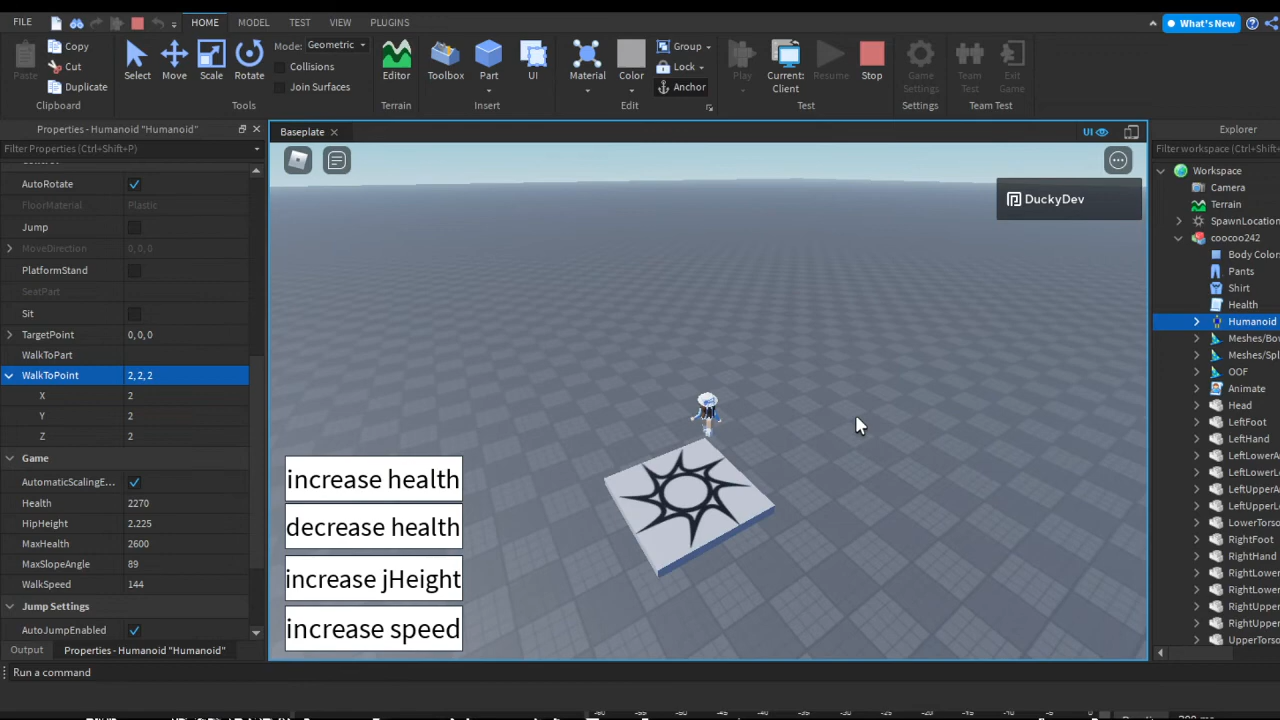 FILE HOME MODEL TEST VIEW PLUGINS What's New
Paste Copy Cut Duplicate Clipboard
Select Move Scale Rotate Mode: Geometric Collisions Join Surfaces Tools
Editor Terrain
Toolbox Part UI Insert
Material Color Group Lock Anchor Edit
Play Current: Client Resume Stop Test
Game Settings Settings
Team Test Exit Game Team Test
Properties - Humanoid "Humanoid"
Filter Properties (Ctrl+Shift+P)
AutoRotate
FloorMaterial Plastic
Jump
MoveDirection 0, 0, 0
PlatformStand
SeatPart
Sit
TargetPoint 0, 0, 0
WalkToPart
WalkToPoint 2, 2, 2
X 2
Y 2
Z 2
Game
AutomaticScalingE...
Health 2270
HipHeight 2.225
MaxHealth 2600
MaxSlopeAngle 89
WalkSpeed 144
Jump Settings
AutoJumpEnabled
Output Properties - Humanoid "Humanoid"
Run a command
Baseplate
UI
DuckyDev
increase health
decrease health
increase jHeight
increase speed
Explorer
Filter workspace (Ctrl+Sh
Workspace
Camera
Terrain
SpawnLocation
coocoo242
Body Color
Pants
Shirt
Health
Humanoid
Meshes/Bo
Meshes/Spl
OOF
Animate
Head
LeftFoot
LeftHand
LeftLowerA
LeftLowerL
LeftUpperA
LeftUpperL
LowerTorso
RightFoot
RightHand
RightLower
RightLower
RightUpper
RightUpper
UpperTorso